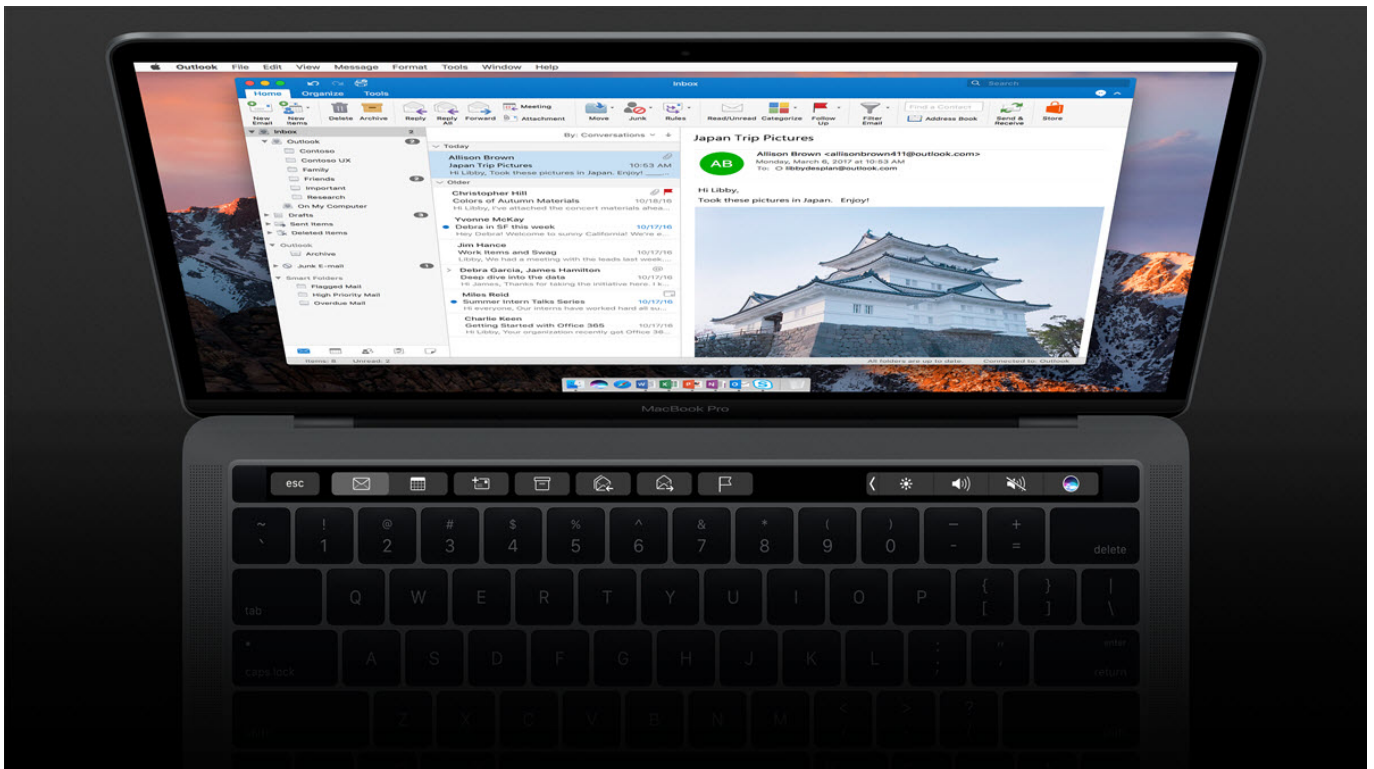 Outlook File Edit View Message Format Tools Window Help
Inbox
Search
Home Organize Tools
New Email
New Items
Delete
Archive
Reply
Reply All
Forward
Meeting
Attachment
Move
Junk
Rules
Read/Unread
Categorize
Follow Up
Filter Email
Find a Contact
Address Book
Send & Receive
Store
Inbox 2
Outlook
Contoso
Contoso UX
Family
Friends
Important
Research
On My Computer
Drafts
Sent Items
Deleted Items
Outlook
Archive
Junk E-mail
Smart Folders
Flagged Mail
High Priority Mail
Overdue Mail
Items: 8 Unread: 2
By: Conversations
Today
Allison Brown
Japan Trip Pictures 10:53 AM
Hi Libby, Took these pictures in Japan. Enjoy!
Older
Christopher Hill
Colors of Autumn Materials 10/18/16
Hi Libby, I've attached the concert materials ahea...
Yvonne McKay
Debra in SF this week 10/17/16
Hey Debra! Welcome to sunny California! We're e...
Jim Hance
Work Items and Swag 10/17/16
Libby, We had a meeting with the leads last week....
Debra Garcia, James Hamilton
Deep dive into the data 10/17/16
Hi James, Thanks for taking the initiative here. I k...
Miles Reid
Summer Intern Talks Series 10/17/16
Hi everyone, Our interns have worked hard all su...
Charlie Keen
Getting Started with Office 365 10/17/16
Hi Libby, Your organization recently got Office 36...
Japan Trip Pictures
AB
Allison Brown <allisonbrown411@outlook.com>
Monday, March 6, 2017 at 10:53 AM
To: libbydesplan@outlook.com
Hi Libby,
Took these pictures in Japan. Enjoy!
All folders are up to date. Connected to: Outlook
MacBook Pro
esc
~ ! @ # $ % ^ & * ( ) — +
` 1 2 3 4 5 6 7 8 9 0 - = delete
tab Q W E R T Y U I O P { [ } ] | \
caps lock A S D F G H J K L : ; " ' enter return
Z X C V B N M < > ?